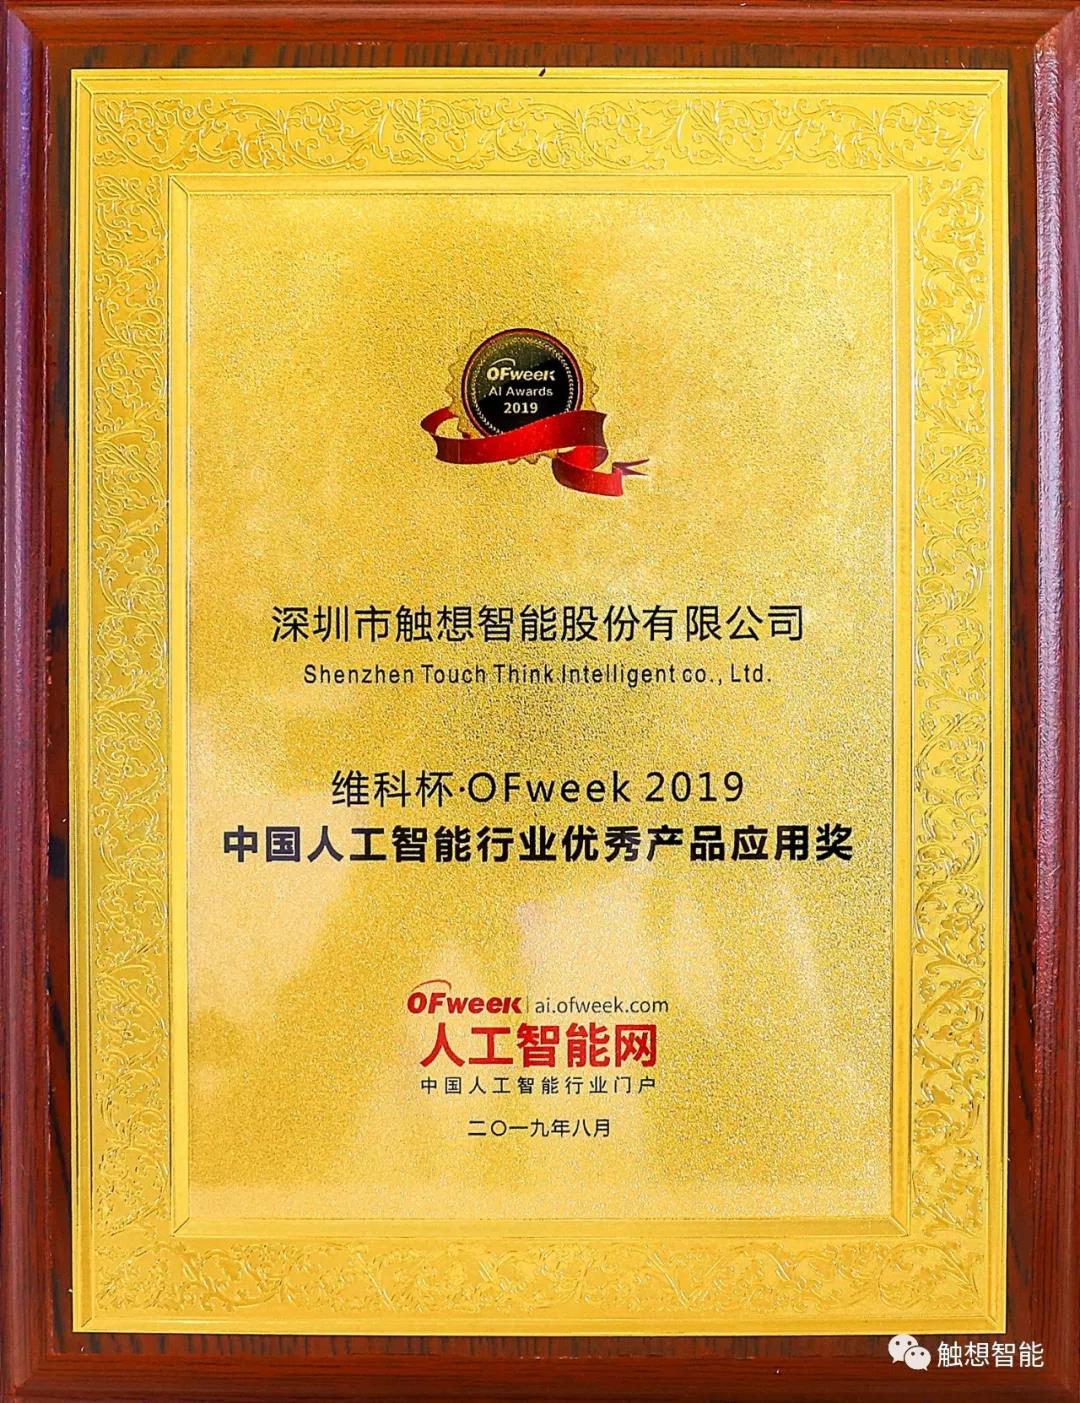 OFweek
AI Awards
2019
深圳市触想智能股份有限公司
Shenzhen Touch Think Intelligent co., Ltd.
维科杯·OFweek 2019
中国人工智能行业优秀产品应用奖
OFweek | ai.ofweek.com
人工智能网
中国人工智能行业门户
二〇一九年八月
触想智能